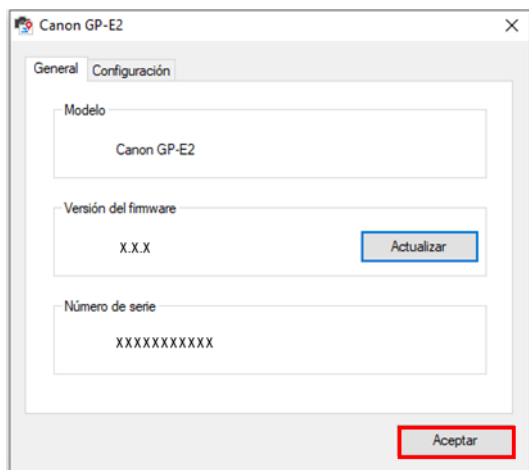 Canon GP-E2
General Configuración
Modelo
Canon GP-E2
Versión del firmware
X.X.X Actualizar
Número de serie
XXXXXXXXXXX
Aceptar